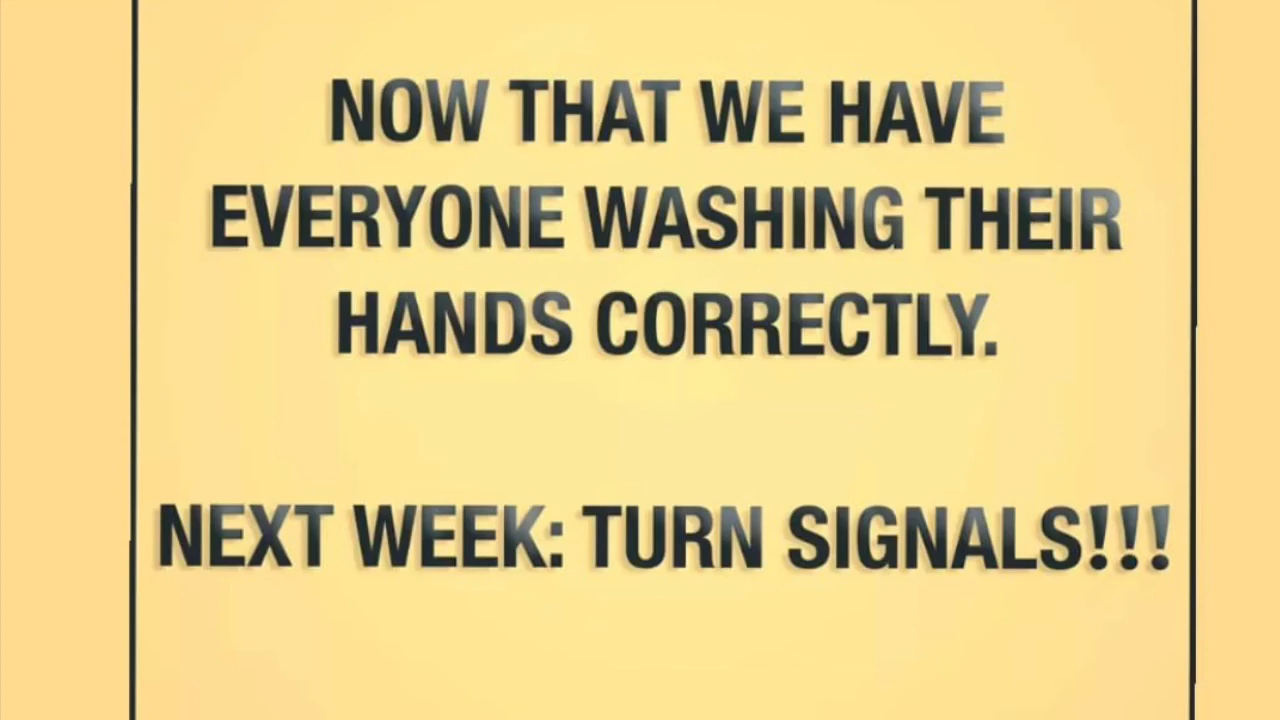 NOW THAT WE HAVE
EVERYONE WASHING THEIR
HANDS CORRECTLY.
NEXT WEEK: TURN SIGNALS!!!